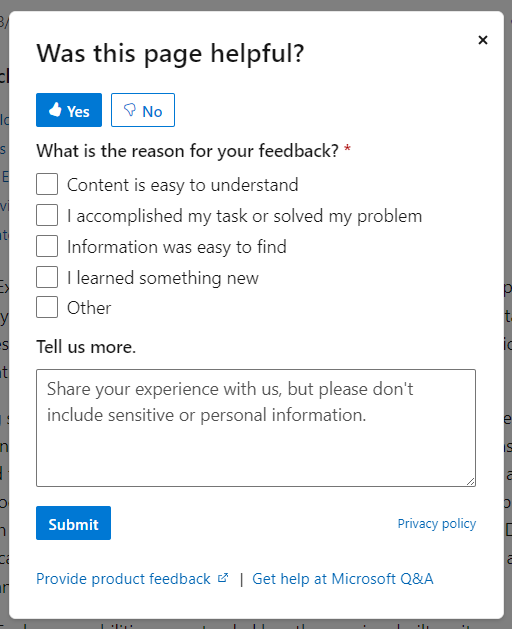 Was this page helpful?
Yes
No
What is the reason for your feedback? *
Content is easy to understand
I accomplished my task or solved my problem
Information was easy to find
I learned something new
Other
Tell us more.
Share your experience with us, but please don't
include sensitive or personal information.
Submit
Privacy policy
Provide product feedback | Get help at Microsoft Q&A